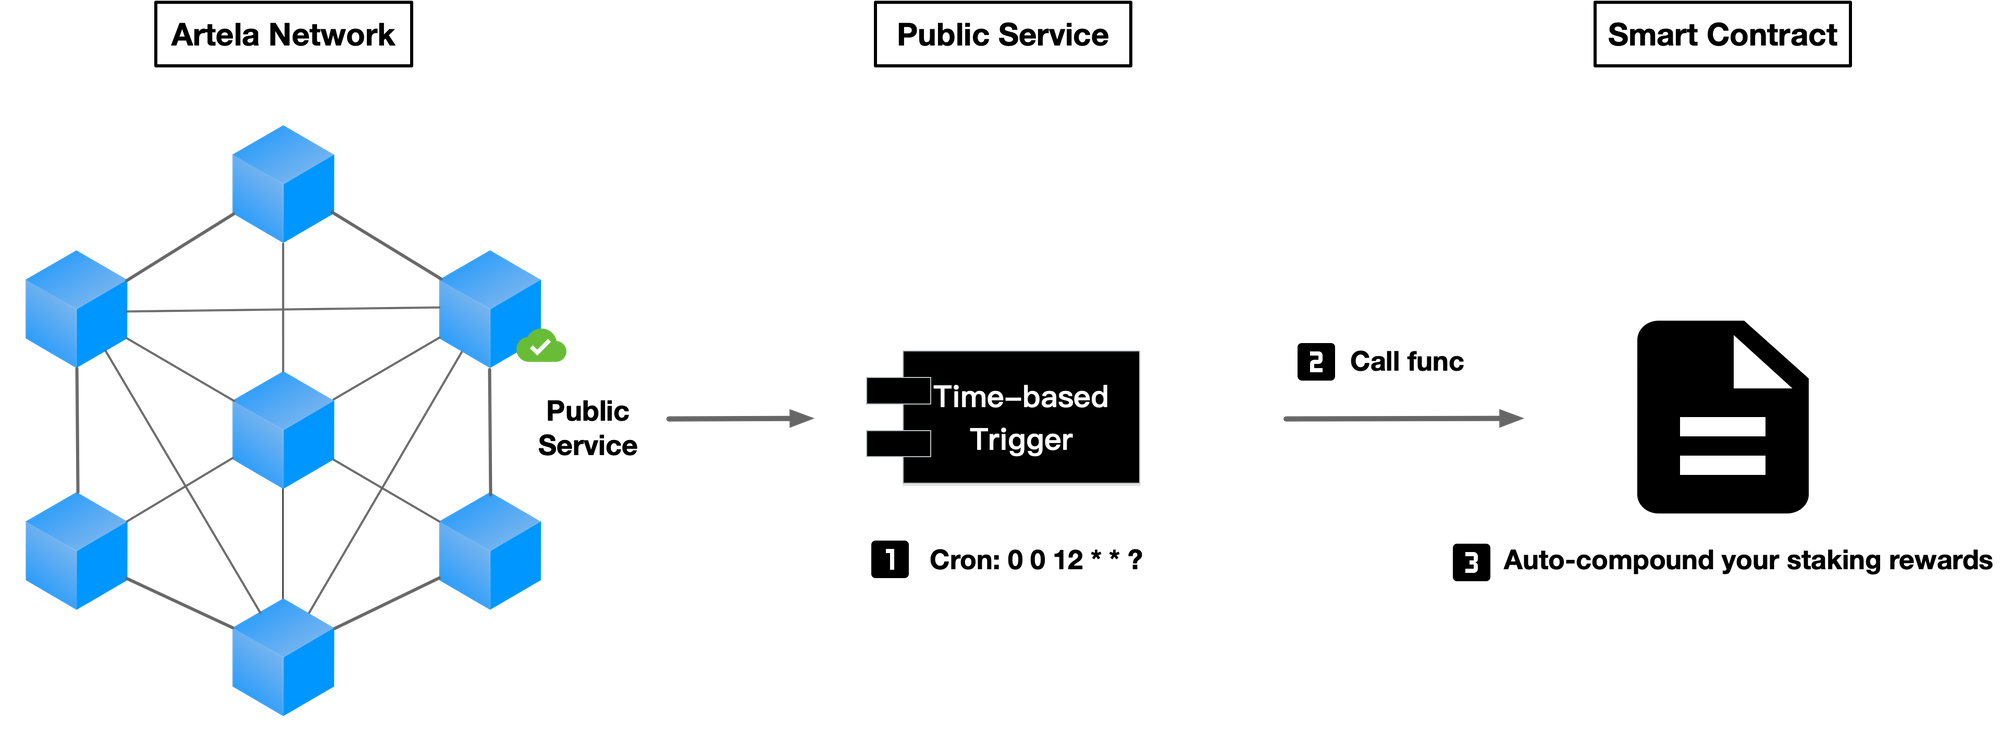 Artela Network
Public Service
Smart Contract
Public
Service
Time–based
Trigger
1 Cron: 0 0 12 * * ?
2 Call func
3 Auto-compound your staking rewards